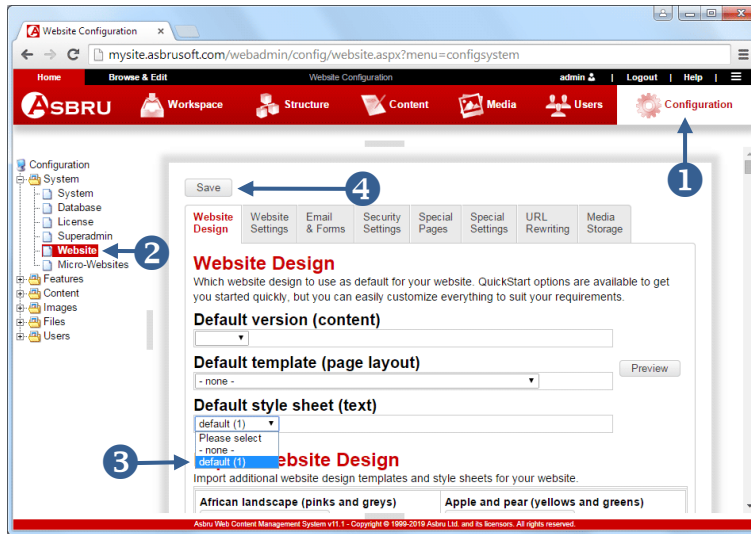 Website Configuration ×
mysite.asbrusoft.com/webadmin/config/website.aspx?menu=configsystem
Home Browse & Edit Website Configuration admin | Logout | Help |
ASBRU Workspace Structure Content Media Users Configuration
1
Configuration
System
System
Database
License
Superadmin
Website
Micro-Websites
Features
Content
Images
Files
Users
2
Save
4
Website Design
Website Settings
Email & Forms
Security Settings
Special Pages
Special Settings
URL Rewriting
Media Storage
Website Design
Which website design to use as default for your website. QuickStart options are available to get
you started quickly, but you can easily customize everything to suit your requirements.
Default version (content)
Default template (page layout)
- none -
Preview
Default style sheet (text)
default (1)
Please select
- none -
default (1)
3
ebsite Design
Import additional website design templates and style sheets for your website.
African landscape (pinks and greys) Apple and pear (yellows and greens)
Asbru Web Content Management System v11.1 - Copyright © 1999-2019 Asbru Ltd. and its licensors. All rights reserved.